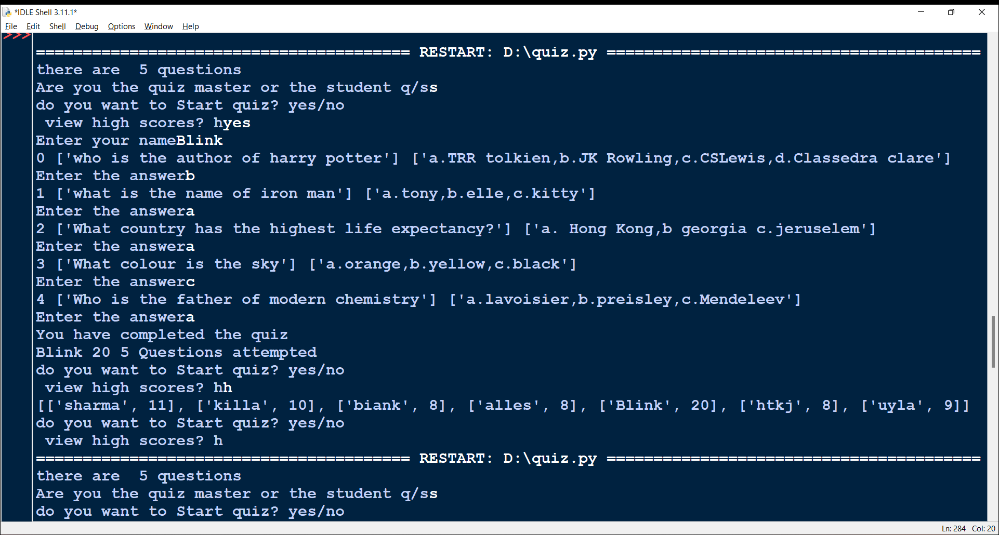 *IDLE Shell 3.11.1*
File Edit Shell Debug Options Window Help
>>>
======================================== RESTART: D:\quiz.py ========================================
there are  5 questions
Are you the quiz master or the student q/ss
do you want to Start quiz? yes/no
 view high scores? hyes
Enter your nameBlink
0 ['who is the author of harry potter'] ['a.TRR tolkien,b.JK Rowling,c.CSLewis,d.Classedra clare']
Enter the answerb
1 ['what is the name of iron man'] ['a.tony,b.elle,c.kitty']
Enter the answera
2 ['What country has the highest life expectancy?'] ['a. Hong Kong,b georgia c.jeruselem']
Enter the answera
3 ['What colour is the sky'] ['a.orange,b.yellow,c.black']
Enter the answerc
4 ['Who is the father of modern chemistry'] ['a.lavoisier,b.preisley,c.Mendeleev']
Enter the answera
You have completed the quiz
Blink 20 5 Questions attempted
do you want to Start quiz? yes/no
 view high scores? hh
[['sharma', 11], ['killa', 10], ['biank', 8], ['alles', 8], ['Blink', 20], ['htkj', 8], ['uyla', 9]]
do you want to Start quiz? yes/no
 view high scores? h
======================================== RESTART: D:\quiz.py ========================================
there are  5 questions
Are you the quiz master or the student q/ss
do you want to Start quiz? yes/no
Ln: 284 Col: 20